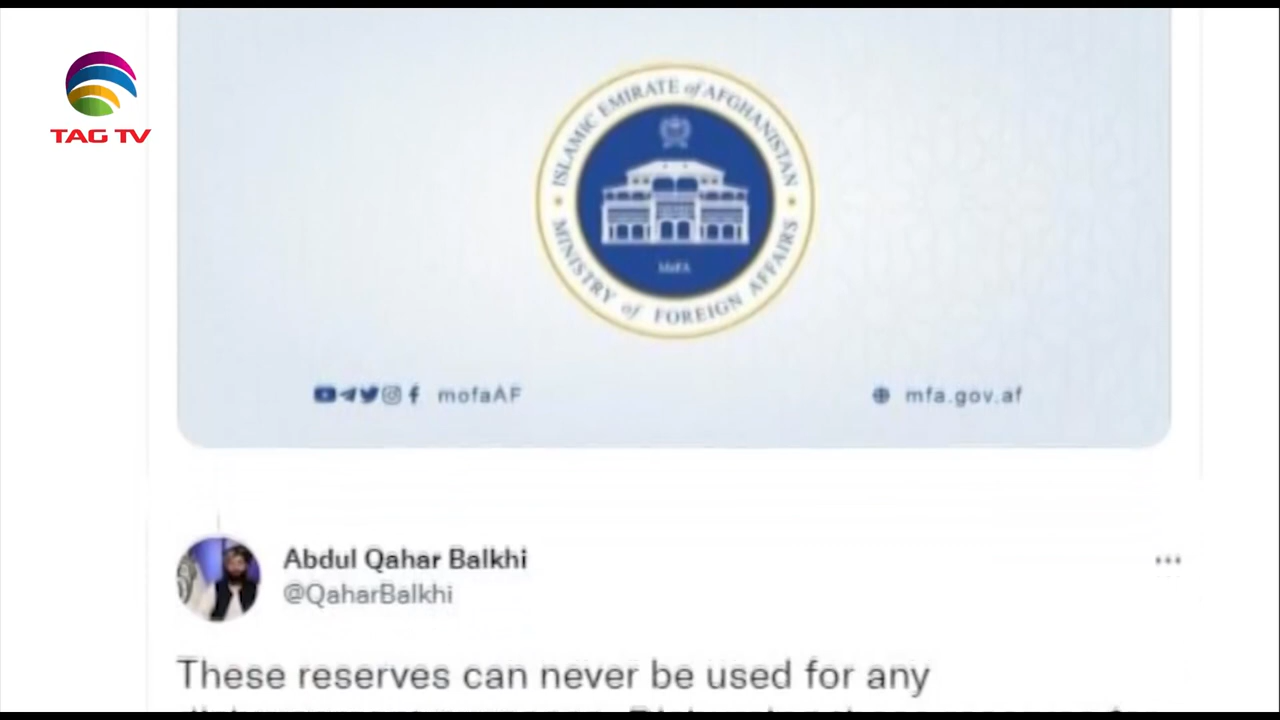 TAG TV
ISLAMIC EMIRATE of AFGHANISTAN
MINISTRY of FOREIGN AFFAIRS
MoFA
mofaAF
mfa.gov.af
Abdul Qahar Balkhi
@QaharBalkhi
These reserves can never be used for any